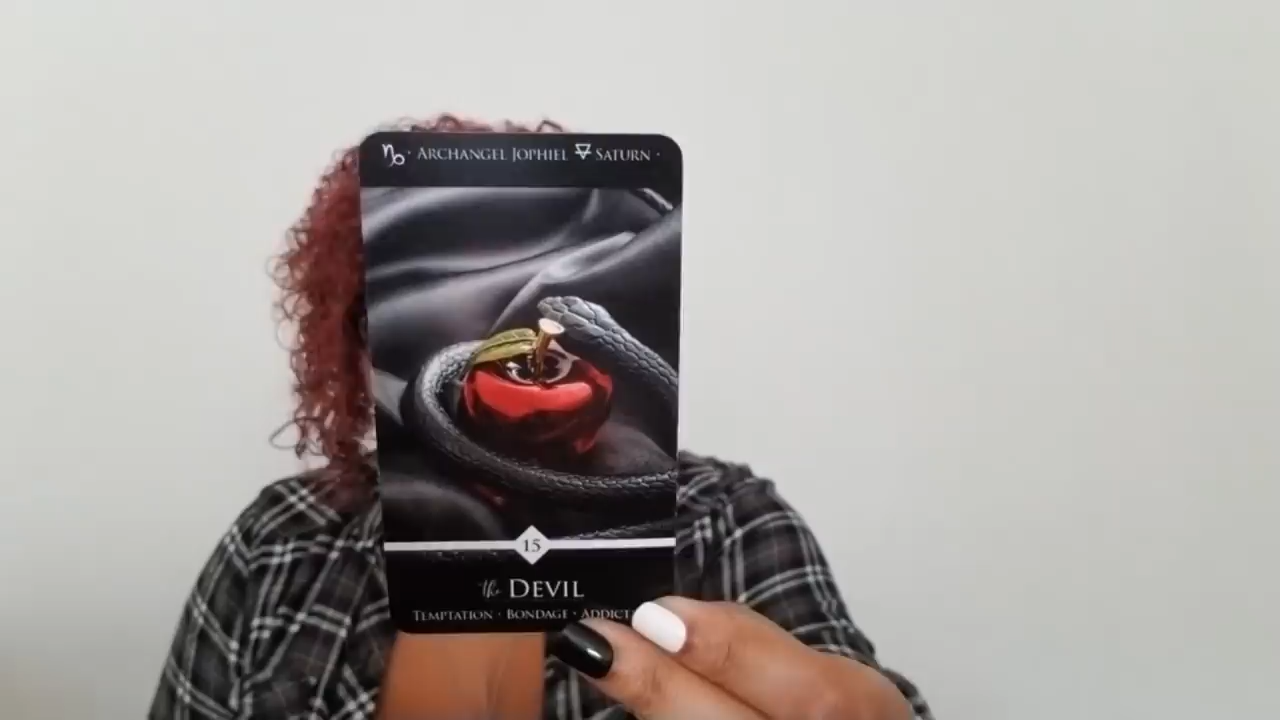 ♑ · ARCHANGEL JOPHIEL 🜃 SATURN ·
15
the DEVIL
TEMPTATION · BONDAGE ·